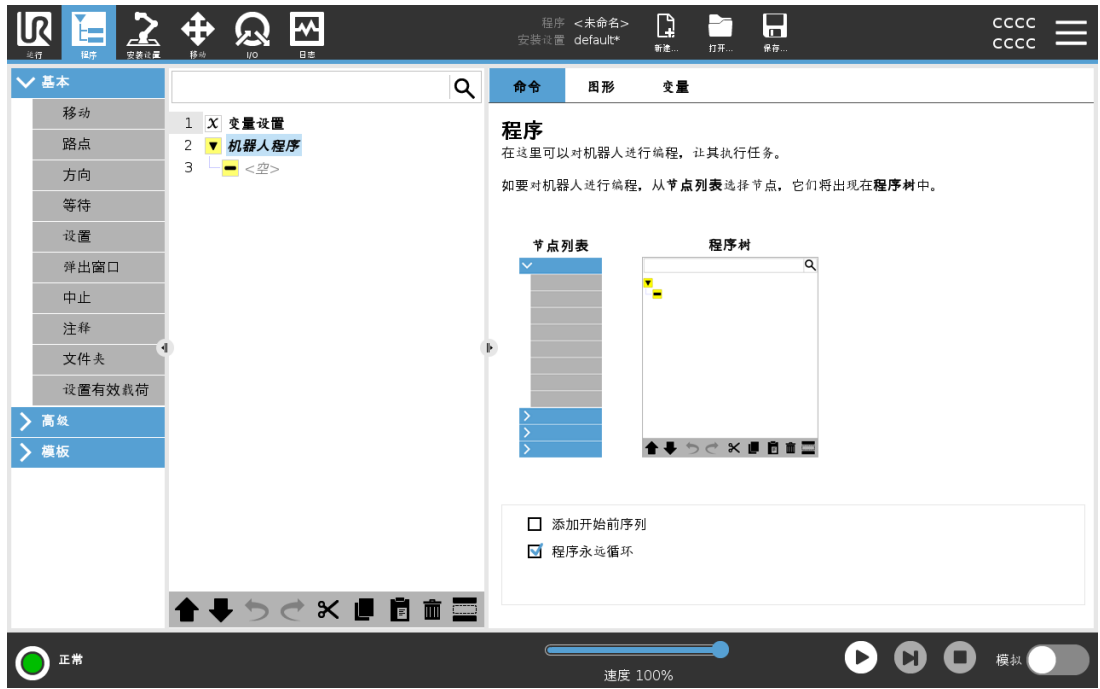 程序 <未命名>
安装设置 default*
CCCC
CCCC
运行 程序 安装设置 移动 I/O 日志 新建... 打开... 保存...
基本
移动
路点
方向
等待
设置
弹出窗口
中止
注释
文件夹
设置有效载荷
高级
模板
1 x 变量设置
2 机器人程序
3 <空>
命令 图形 变量
程序
在这里可以对机器人进行编程，让其执行任务。
如要对机器人进行编程，从节点列表选择节点，它们将出现在程序树中。
节点列表 程序树
添加开始前序列
程序永远循环
正常
速度 100%
模拟